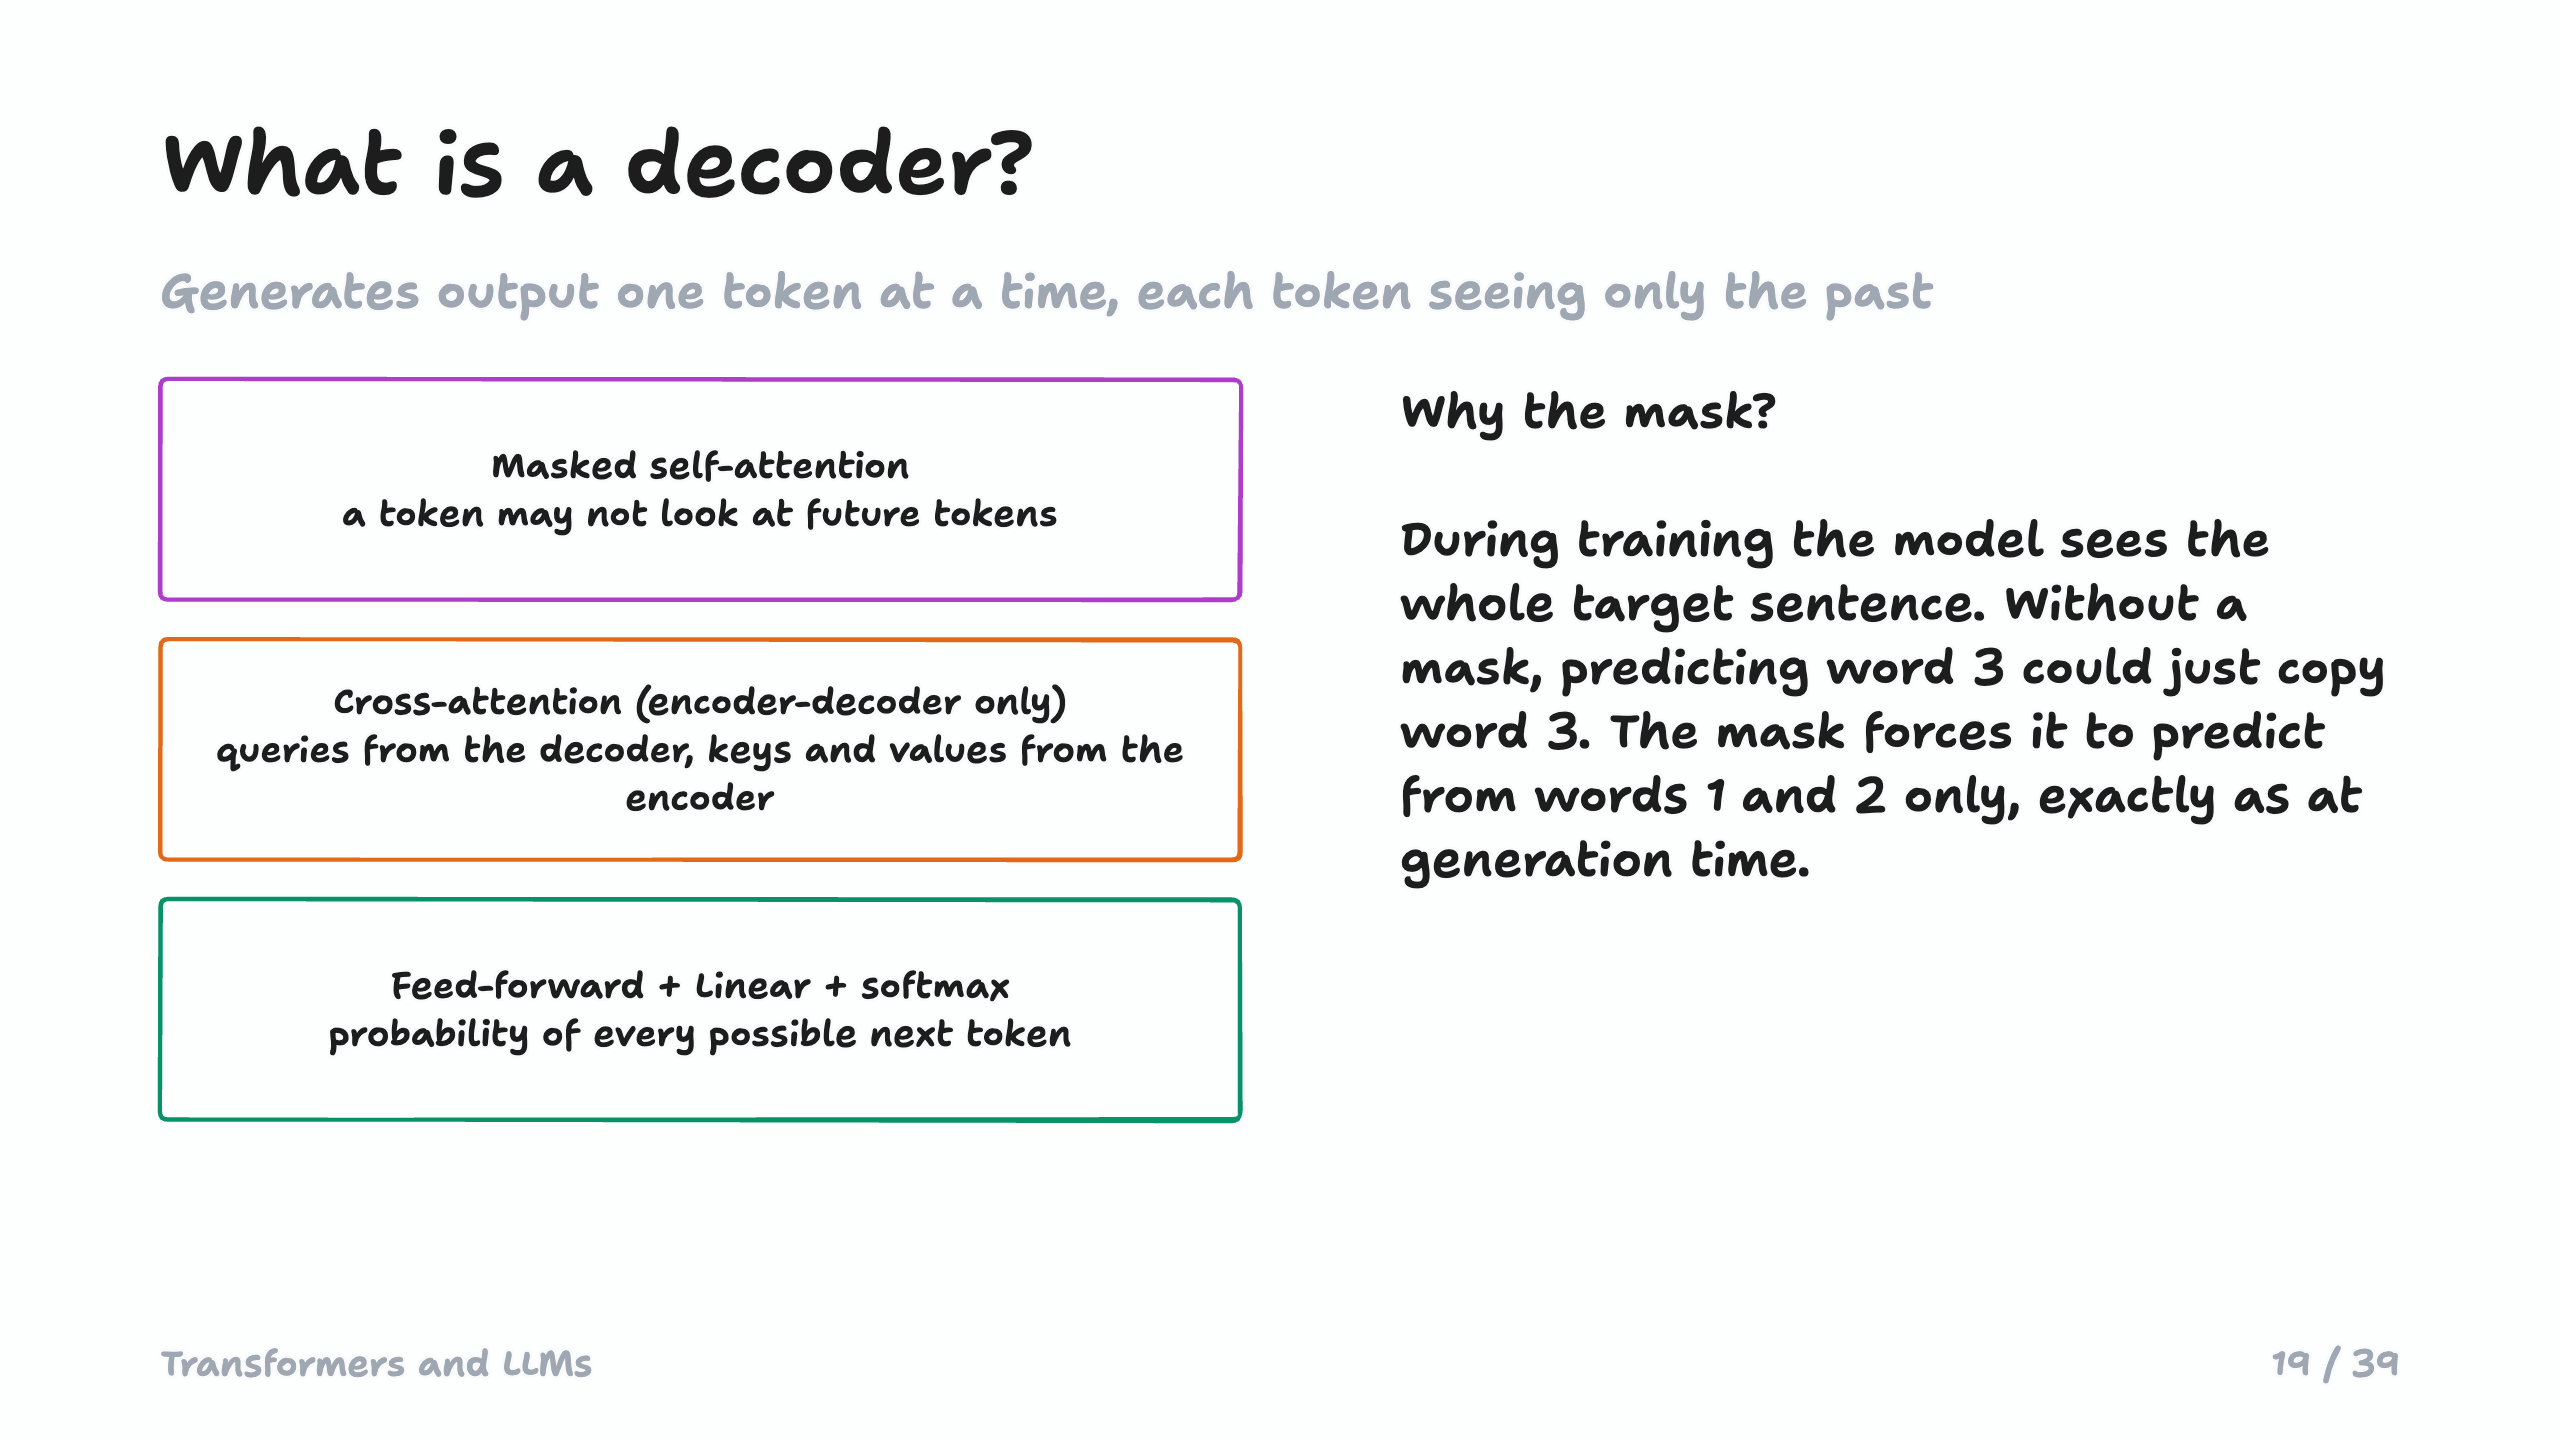 What is a decoder?
Generates output one token at a time, each token seeing only the past
Masked self-attention
a token may not look at future tokens
Cross-attention (encoder-decoder only)
queries from the decoder, keys and values from the
encoder
Feed-forward + Linear + softmax
probability of every possible next token
Why the mask?
During training the model sees the
whole target sentence. Without a
mask, predicting word 3 could just copy
word 3. The mask forces it to predict
from words 1 and 2 only, exactly as at
generation time.
Transformers and LLMs
19 / 39